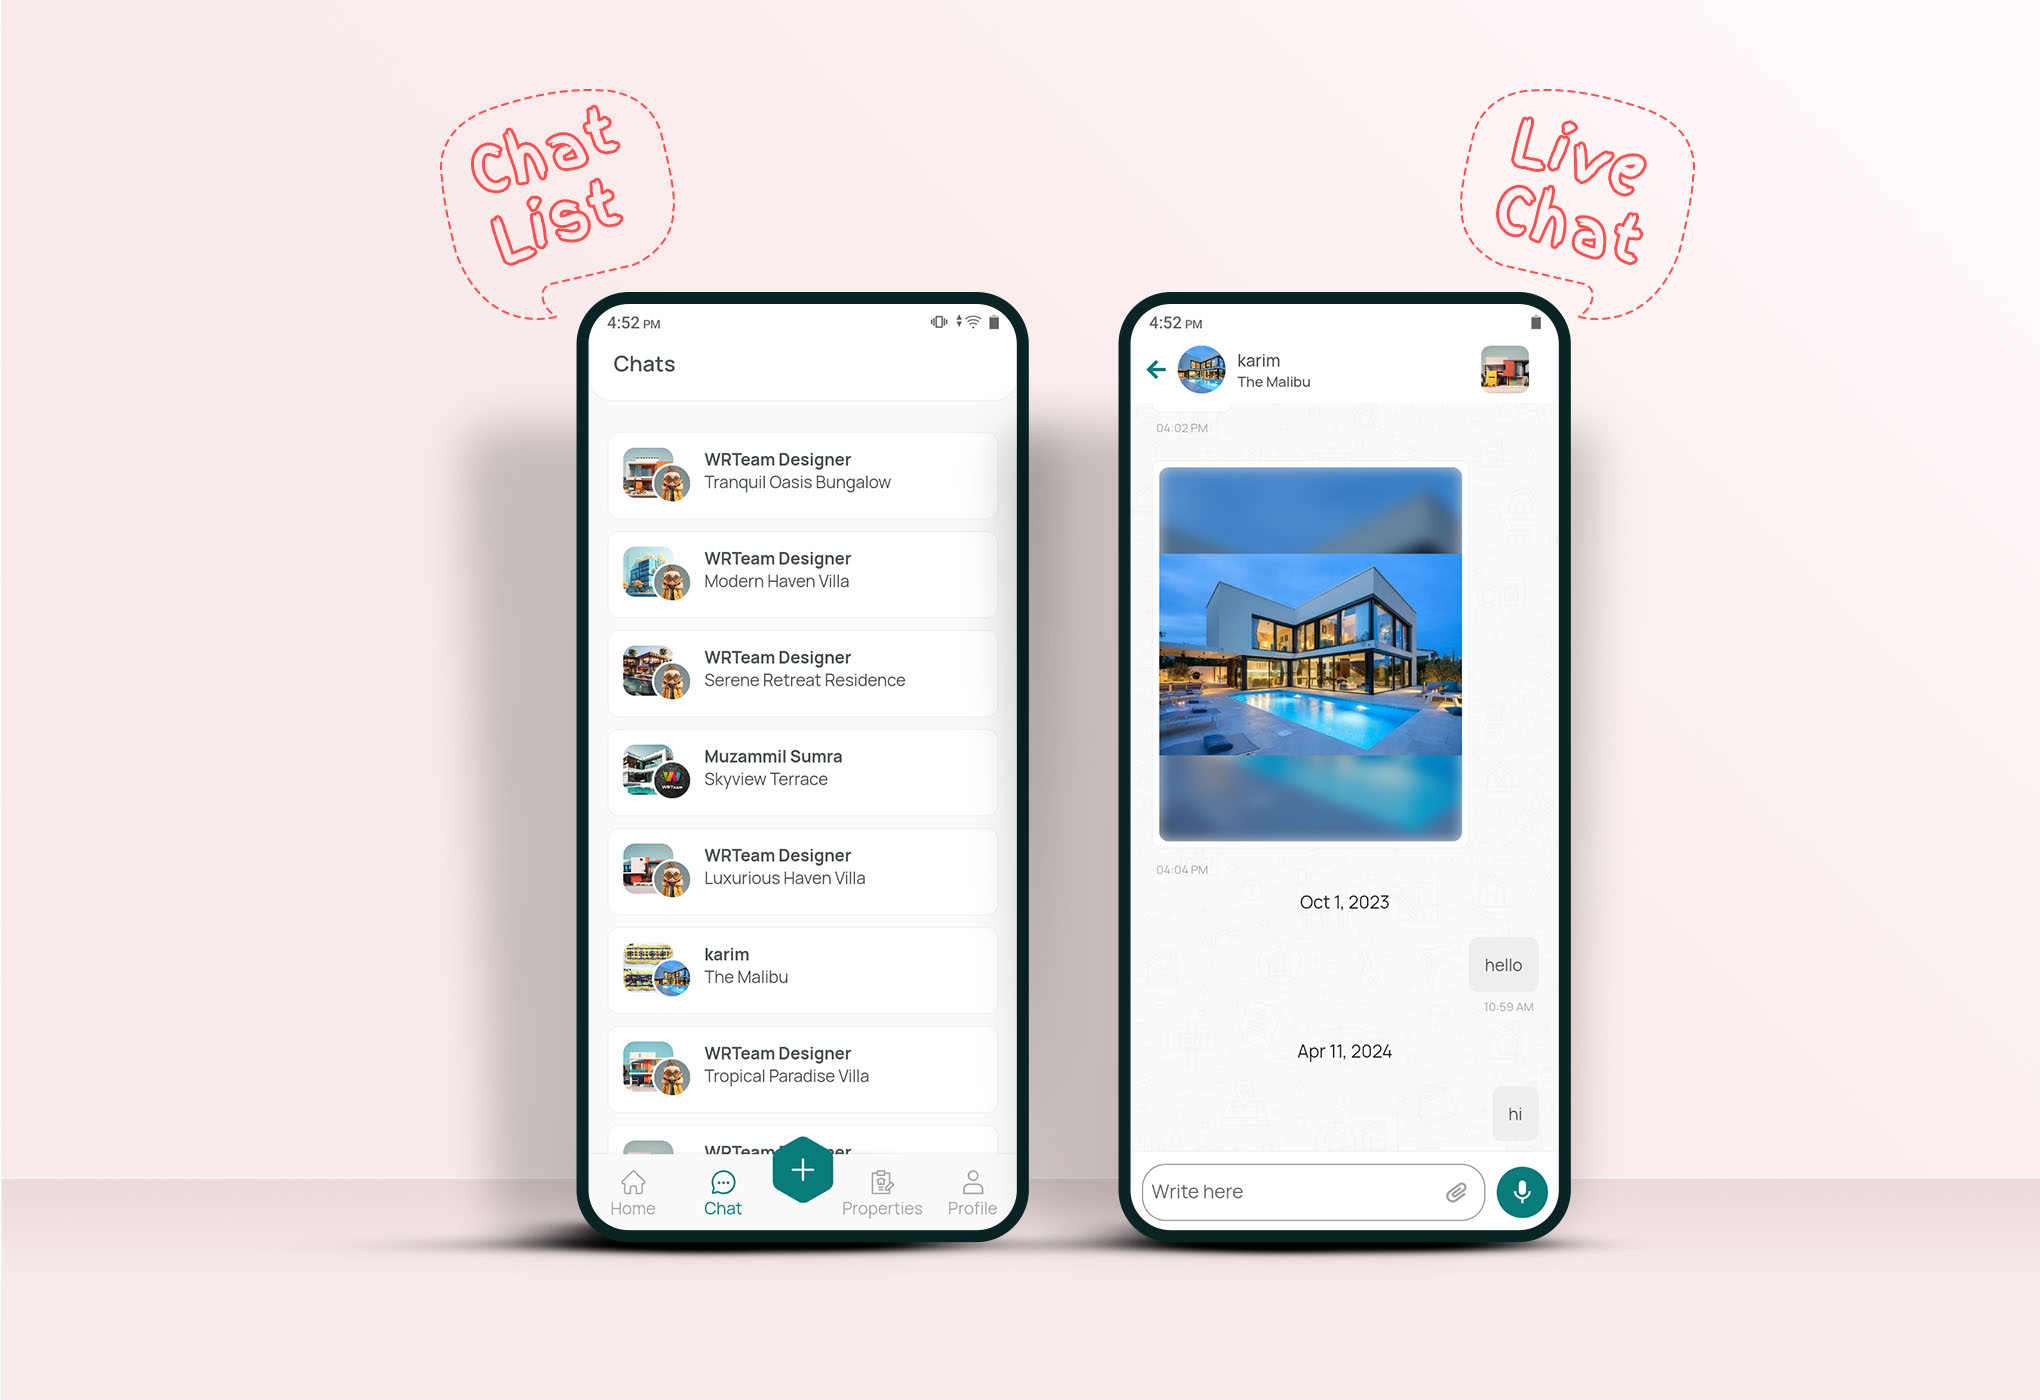 Chat
List
Live
Chat
4:52 PM
Chats
WRTeam Designer
Tranquil Oasis Bungalow
WRTeam Designer
Modern Haven Villa
WRTeam Designer
Serene Retreat Residence
Muzammil Sumra
Skyview Terrace
WRTeam
WRTeam Designer
Luxurious Haven Villa
karim
The Malibu
WRTeam Designer
Tropical Paradise Villa
Home
Chat
Properties
Profile
4:52 PM
karim
The Malibu
04:02 PM
04:04 PM
Oct 1, 2023
hello
10:59 AM
RENT
Apr 11, 2024
hi
Write here